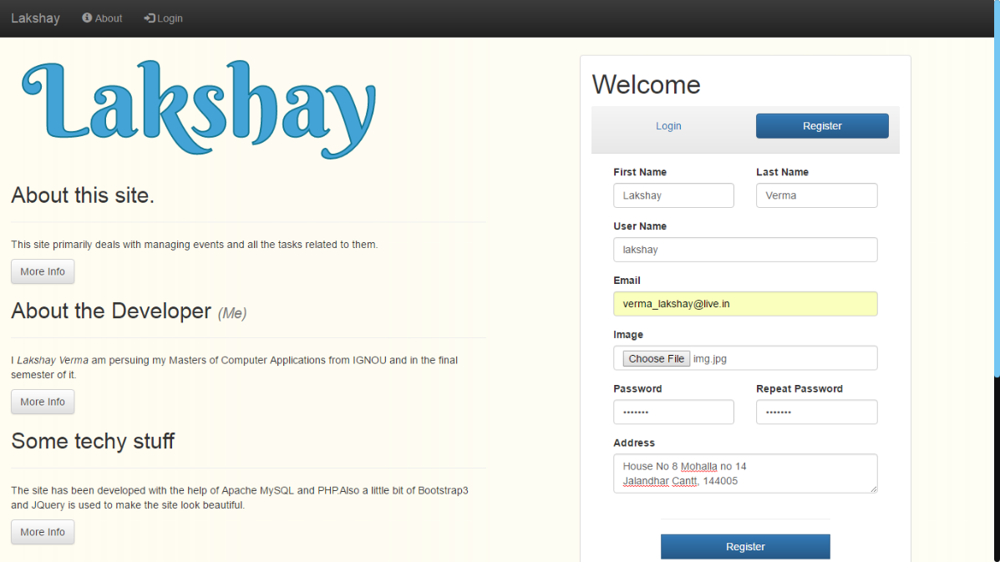 Lakshay About Login
Lakshay
About this site.
This site primarily deals with managing events and all the tasks related to them.
More Info
About the Developer (Me)
I Lakshay Verma am persuing my Masters of Computer Applications from IGNOU and in the final
semester of it.
More Info
Some techy stuff
The site has been developed with the help of Apache MySQL and PHP.Also a little bit of Bootstrap3
and JQuery is used to make the site look beautiful.
More Info
Welcome
Login Register
First Name Last Name
Lakshay Verma
User Name
lakshay
Email
verma_lakshay@live.in
Image
Choose File img.jpg
Password Repeat Password
••••••• •••••••
Address
House No 8 Mohalla no 14
Jalandhar Cantt, 144005
Register